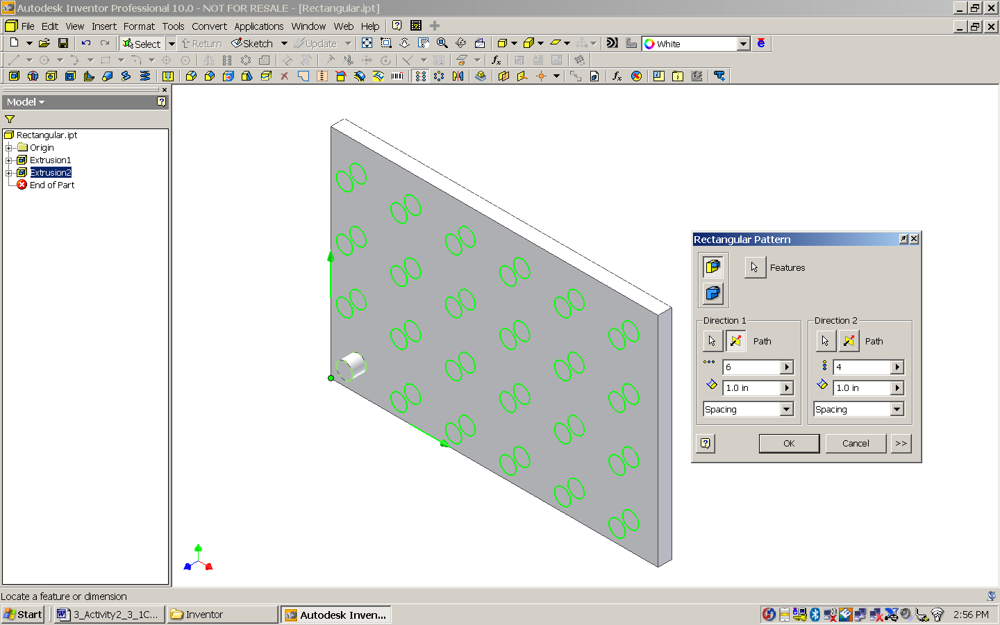 Autodesk Inventor Professional 10.0 - NOT FOR RESALE - [Rectangular.ipt]
File Edit View Insert Format Tools Convert Applications Window Web Help
Select Return Sketch Update White
Model
Rectangular.ipt
Origin
Extrusion1
Extrusion2
End of Part
Rectangular Pattern
Features
Direction 1 Direction 2
Path Path
6 4
1.0 in 1.0 in
Spacing Spacing
OK Cancel >>
Locate a feature or dimension
Start 3_Activity2_3_1C... Inventor Autodesk Inven... 2:56 PM